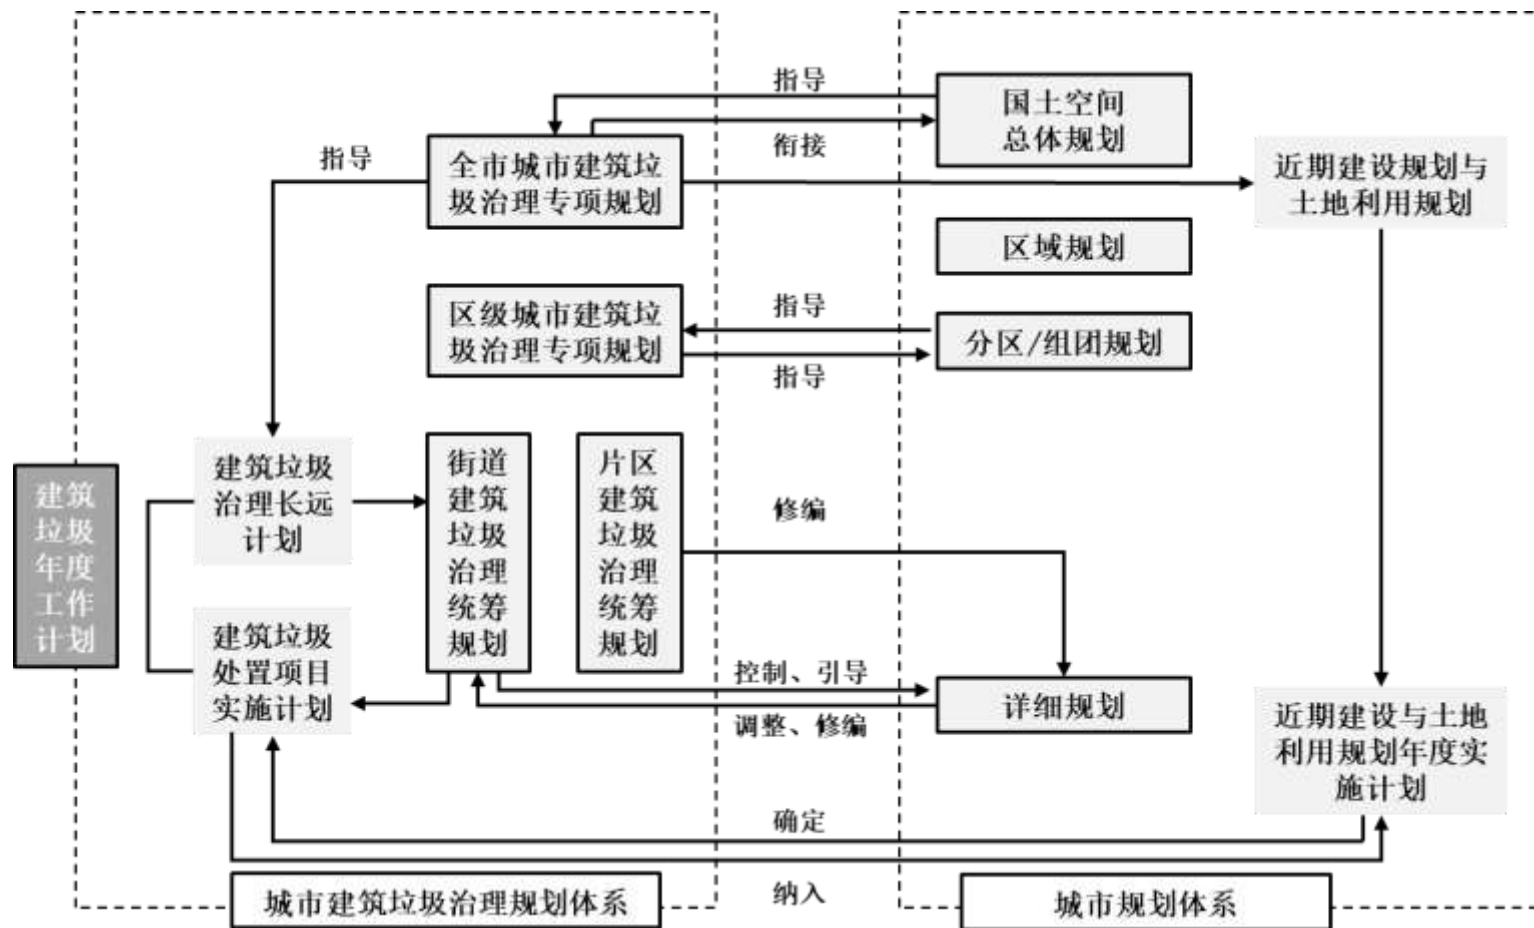 指导
国土空间
总体规划
衔接
指导
全市城市建筑垃
圾治理专项规划
近期建设规划与
土地利用规划
区域规划
区级城市建筑垃
圾治理专项规划
指导
分区/组团规划
指导
建筑
垃圾
年度
工作
计划
建筑垃圾
治理长远
计划
街道
建筑
垃圾
治理
统筹
规划
片区
建筑
垃圾
治理
统筹
规划
修编
建筑垃圾
处置项目
实施计划
控制、引导
调整、修编
详细规划
近期建设与土地
利用规划年度实
施计划
确定
纳入
城市建筑垃圾治理规划体系
城市规划体系